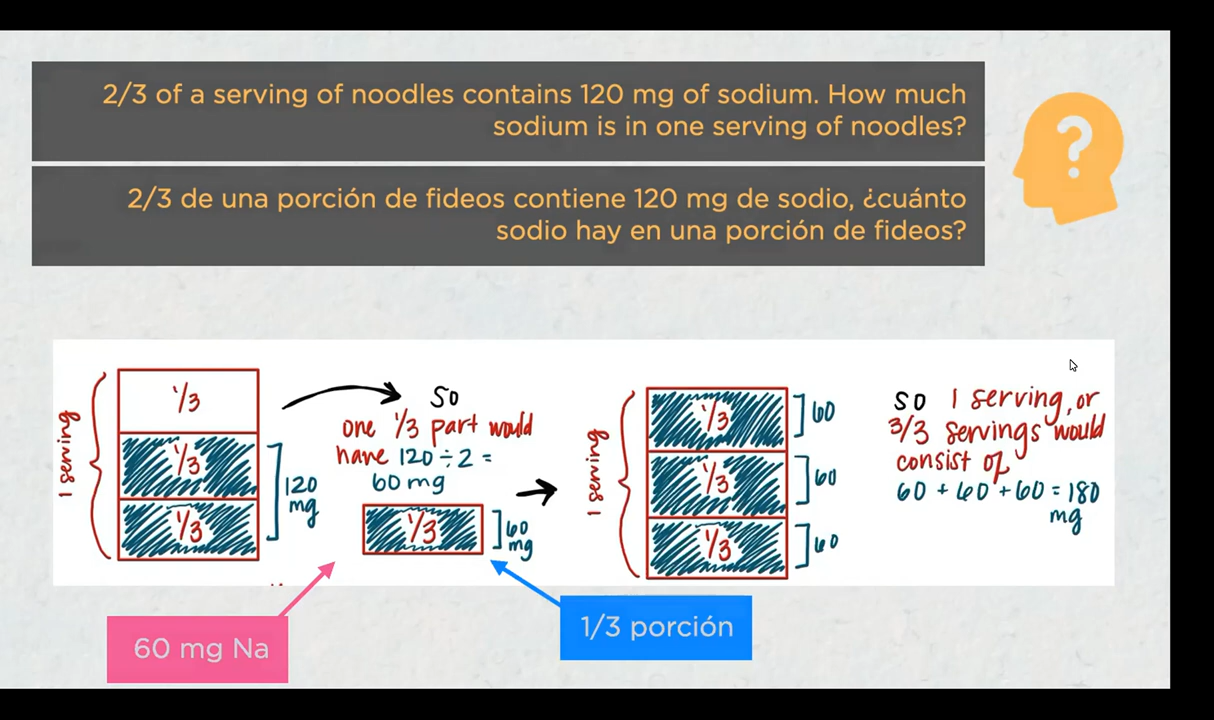 2/3 of a serving of noodles contains 120 mg of sodium. How much
sodium is in one serving of noodles?
2/3 de una porción de fideos contiene 120 mg de sodio, ¿cuánto
sodio hay en una porción de fideos?
1 serving
1/3
1/3
1/3
120
mg
so
one 1/3 part would
have 120 ÷ 2 =
60 mg
1/3
60
mg
1 serving
1/3
60
1/3
60
1/3
60
so 1 serving, or
3/3 servings would
consist of
60 + 60 + 60 = 180
mg
60 mg Na
1/3 porción